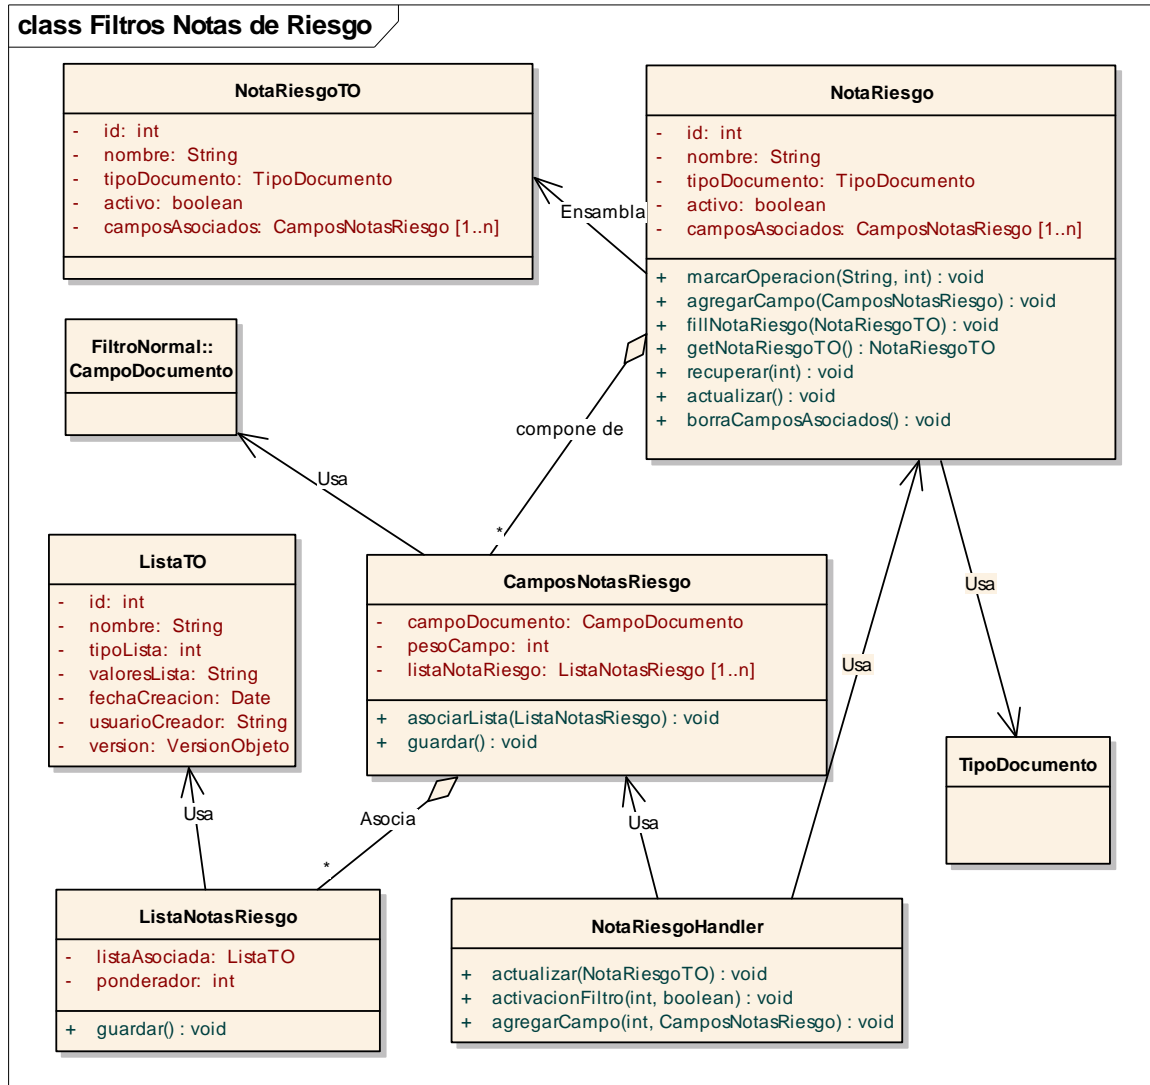 class Filtros Notas de Riesgo
NotaRiesgoTO
- id: int
- nombre: String
- tipoDocumento: TipoDocumento
- activo: boolean
- camposAsociados: CamposNotasRiesgo [1..n]
NotaRiesgo
- id: int
- nombre: String
- tipoDocumento: TipoDocumento
- activo: boolean
- camposAsociados: CamposNotasRiesgo [1..n]
+ marcarOperacion(String, int) : void
+ agregarCampo(CamposNotasRiesgo) : void
+ fillNotaRiesgo(NotaRiesgoTO) : void
+ getNotaRiesgoTO() : NotaRiesgoTO
+ recuperar(int) : void
+ actualizar() : void
+ borraCamposAsociados() : void
Ensambla
FiltroNormal::
CampoDocumento
compone de
Usa
*
ListaTO
- id: int
- nombre: String
- tipoLista: int
- valoresLista: String
- fechaCreacion: Date
- usuarioCreador: String
- version: VersionObjeto
CamposNotasRiesgo
- campoDocumento: CampoDocumento
- pesoCampo: int
- listaNotaRiesgo: ListaNotasRiesgo [1..n]
+ asociarLista(ListaNotasRiesgo) : void
+ guardar() : void
Usa
Usa
TipoDocumento
Usa
Asocia
Usa
*
ListaNotasRiesgo
- listaAsociada: ListaTO
- ponderador: int
+ guardar() : void
NotaRiesgoHandler
+ actualizar(NotaRiesgoTO) : void
+ activacionFiltro(int, boolean) : void
+ agregarCampo(int, CamposNotasRiesgo) : void